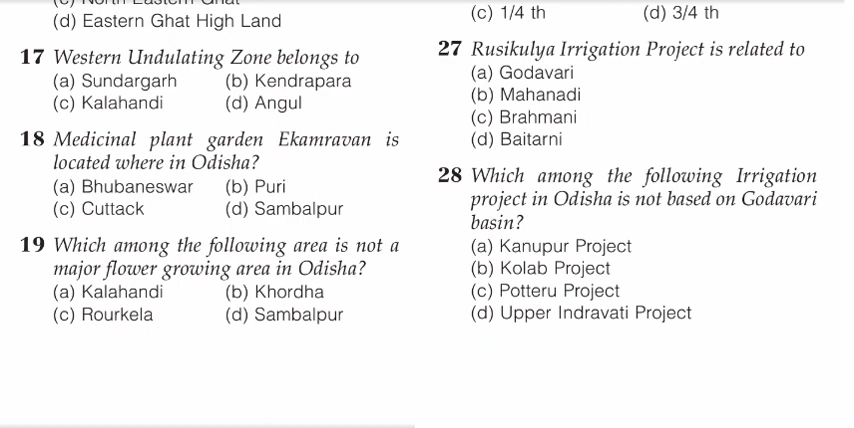 (c) North Eastern Ghat
(d) Eastern Ghat High Land
17 Western Undulating Zone belongs to
(a) Sundargarh (b) Kendrapara
(c) Kalahandi (d) Angul
18 Medicinal plant garden Ekamravan is
located where in Odisha?
(a) Bhubaneswar (b) Puri
(c) Cuttack (d) Sambalpur
19 Which among the following area is not a
major flower growing area in Odisha?
(a) Kalahandi (b) Khordha
(c) Rourkela (d) Sambalpur
(c) 1/4 th (d) 3/4 th
27 Rusikulya Irrigation Project is related to
(a) Godavari
(b) Mahanadi
(c) Brahmani
(d) Baitarni
28 Which among the following Irrigation
project in Odisha is not based on Godavari
basin?
(a) Kanupur Project
(b) Kolab Project
(c) Potteru Project
(d) Upper Indravati Project